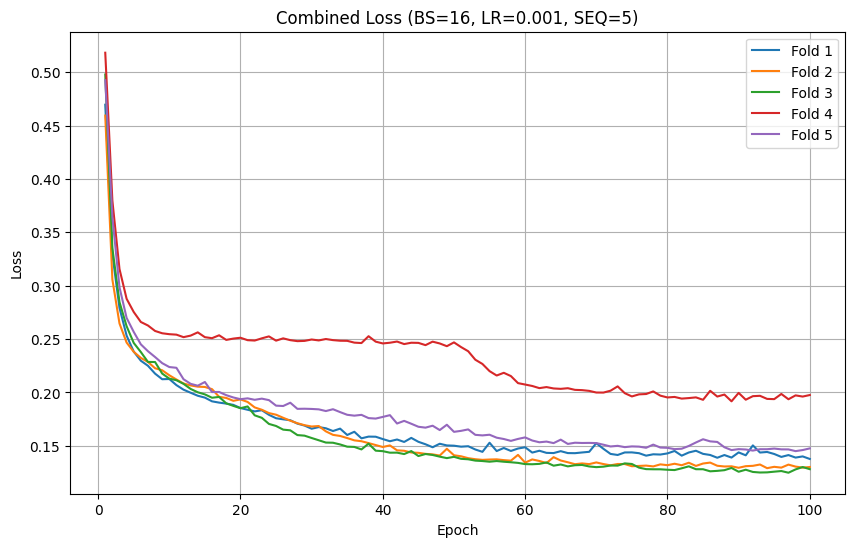 Combined Loss (BS=16, LR=0.001, SEQ=5)
Fold 1
Fold 2
Fold 3
Fold 4
Fold 5
Loss
0.50
0.45
0.40
0.35
0.30
0.25
0.20
0.15
0 20 40 60 80 100
Epoch